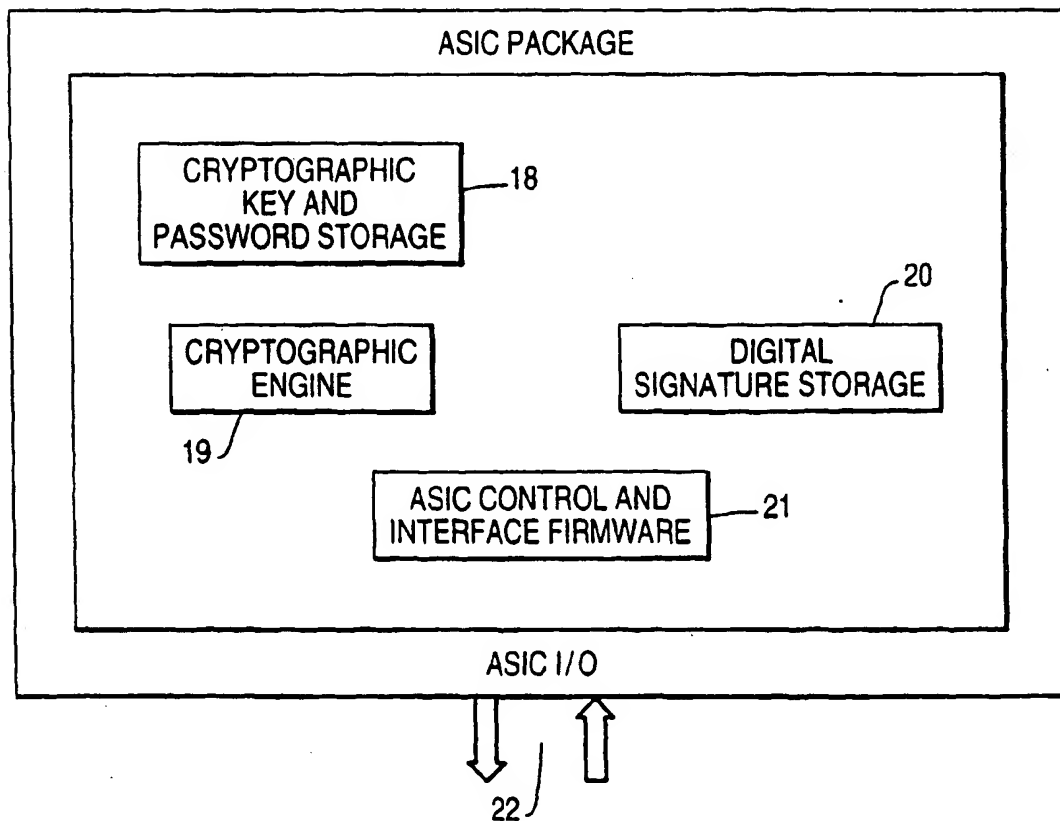 ASIC PACKAGE
CRYPTOGRAPHIC
KEY AND
PASSWORD STORAGE
18
CRYPTOGRAPHIC
ENGINE
19
20
DIGITAL
SIGNATURE STORAGE
ASIC CONTROL AND
INTERFACE FIRMWARE
21
ASIC I/O
22